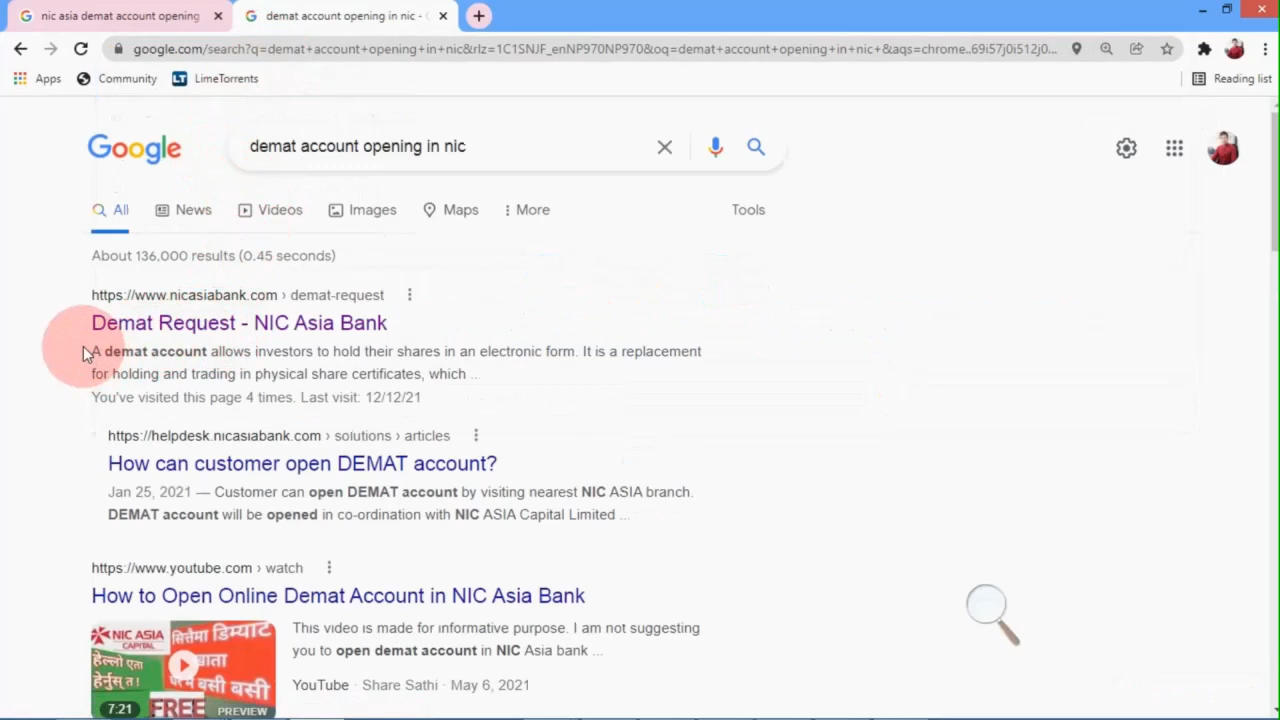 nic asia demat account opening
demat account opening in nic -
google.com/search?q=demat+account+opening+in+nic&rlz=1C1SNJF_enNP970NP970&oq=demat+account+opening+in+nic+&aqs=chrome..69i57j0i512j0...
Apps Community LT LimeTorrents Reading list
Google demat account opening in nic
All News Videos Images Maps More Tools
About 136,000 results (0.45 seconds)
https://www.nicasiabank.com › demat-request
Demat Request - NIC Asia Bank
A demat account allows investors to hold their shares in an electronic form. It is a replacement
for holding and trading in physical share certificates, which ...
You've visited this page 4 times. Last visit: 12/12/21
https://helpdesk.nicasiabank.com › solutions › articles
How can customer open DEMAT account?
Jan 25, 2021 — Customer can open DEMAT account by visiting nearest NIC ASIA branch.
DEMAT account will be opened in co-ordination with NIC ASIA Capital Limited ...
https://www.youtube.com › watch
How to Open Online Demat Account in NIC Asia Bank
This video is made for informative purpose. I am not suggesting
you to open demat account in NIC Asia bank ...
YouTube · Share Sathi · May 6, 2021
NIC ASIA
CAPITAL
सित्तैमा डिम्याट
हेल्लो एता
हेर्नुस् त!
बसी बसी
7:21 FREE PREVIEW